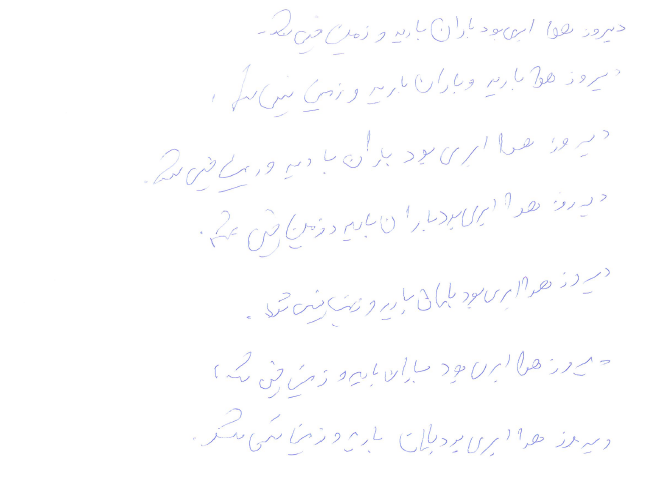 دیروز هوا ابری بود باران بارید و زمین خیس شد.
دیروز هوا بارید و باران بارید و زمین خیس شد.
دیروز هوا ابری بود باران بارید و زمین خیس شد.
دیروز هوا ابری بود باران بارید و زمین خیس شد.
دیروز هوا ابری بود باران بارید و زمین خیس شد.
دیروز هوا ابری بود باران بارید و زمین خیس شد.
دیروز هوا ابری بود باران بارید و زمین خیس شد.